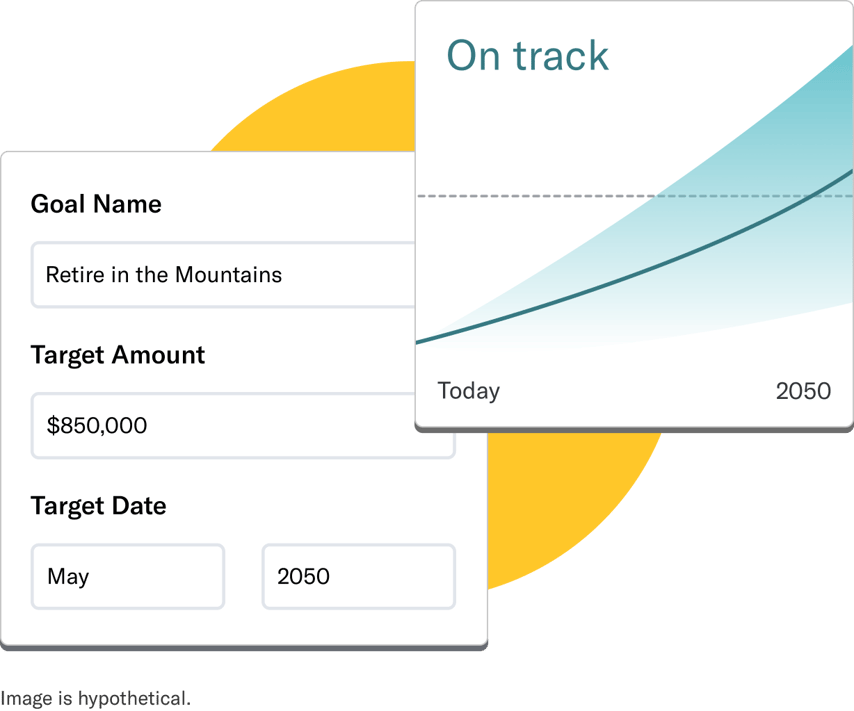 On track
Goal Name
Retire in the Mountains
Target Amount
$850,000
Today
2050
Target Date
May
2050
Image is hypothetical.